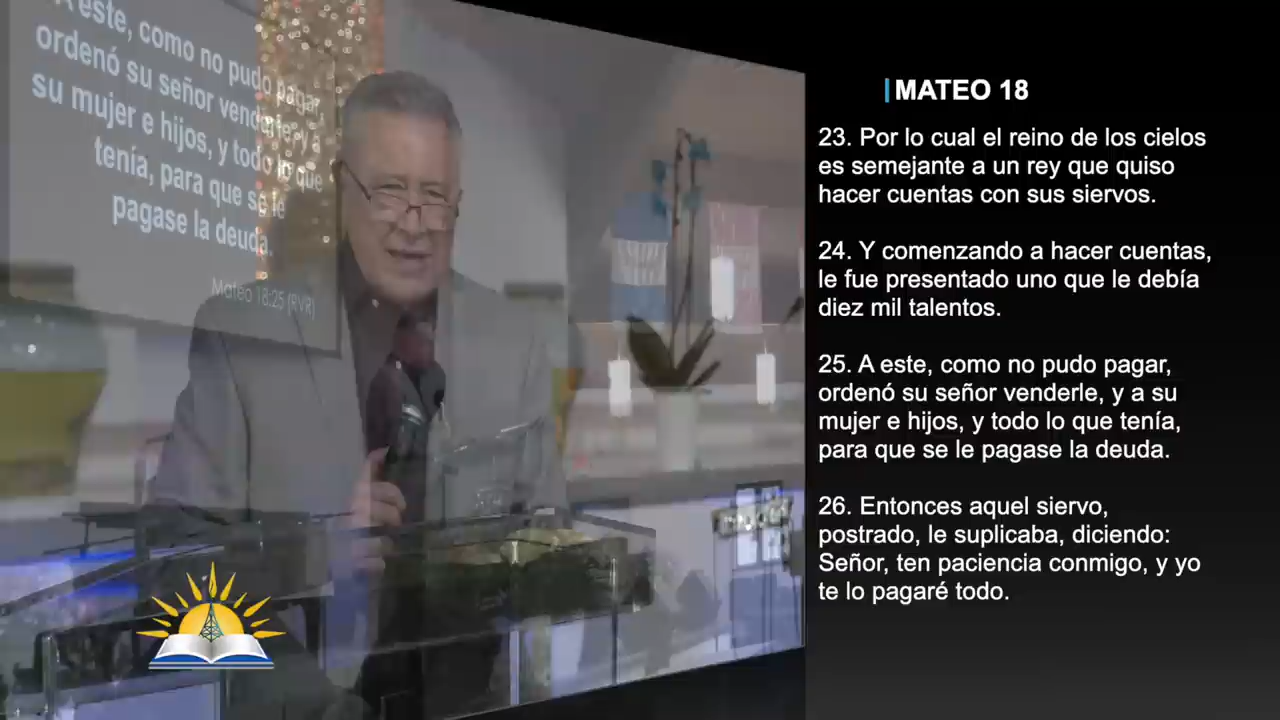 A este, como no pudo pagar,
ordenó su señor venderle, y a
su mujer e hijos, y todo lo que
tenía, para que se le
pagase la deuda.
Mateo 18:25 (RVR)
MATEO 18
23. Por lo cual el reino de los cielos
es semejante a un rey que quiso
hacer cuentas con sus siervos.
24. Y comenzando a hacer cuentas,
le fue presentado uno que le debía
diez mil talentos.
25. A este, como no pudo pagar,
ordenó su señor venderle, y a su
mujer e hijos, y todo lo que tenía,
para que se le pagase la deuda.
26. Entonces aquel siervo,
postrado, le suplicaba, diciendo:
Señor, ten paciencia conmigo, y yo
te lo pagaré todo.